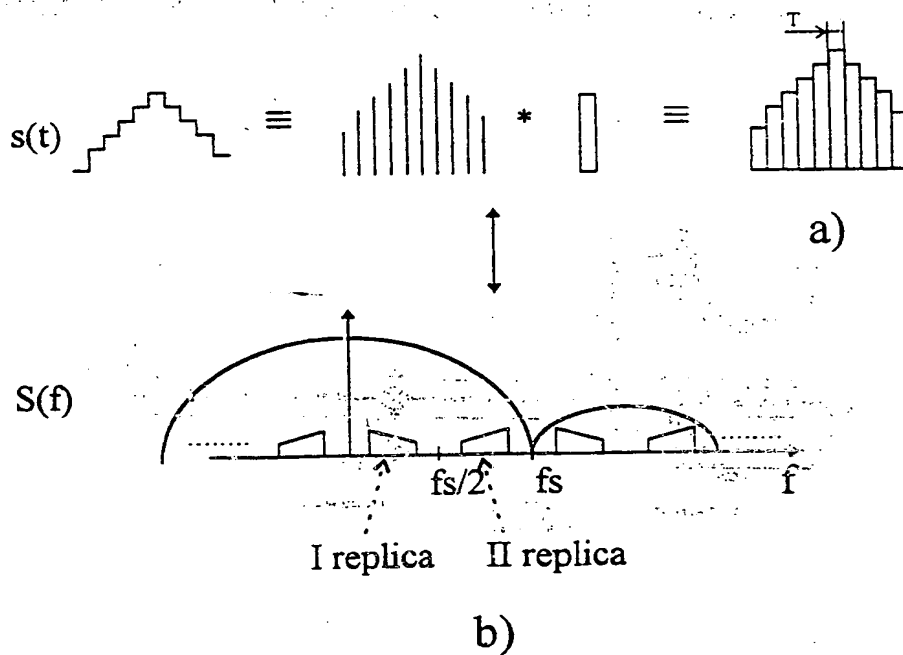 T
s(t) ≡ * ≡
a)
S(f)
fs/2 fs f
I replica II replica
b)